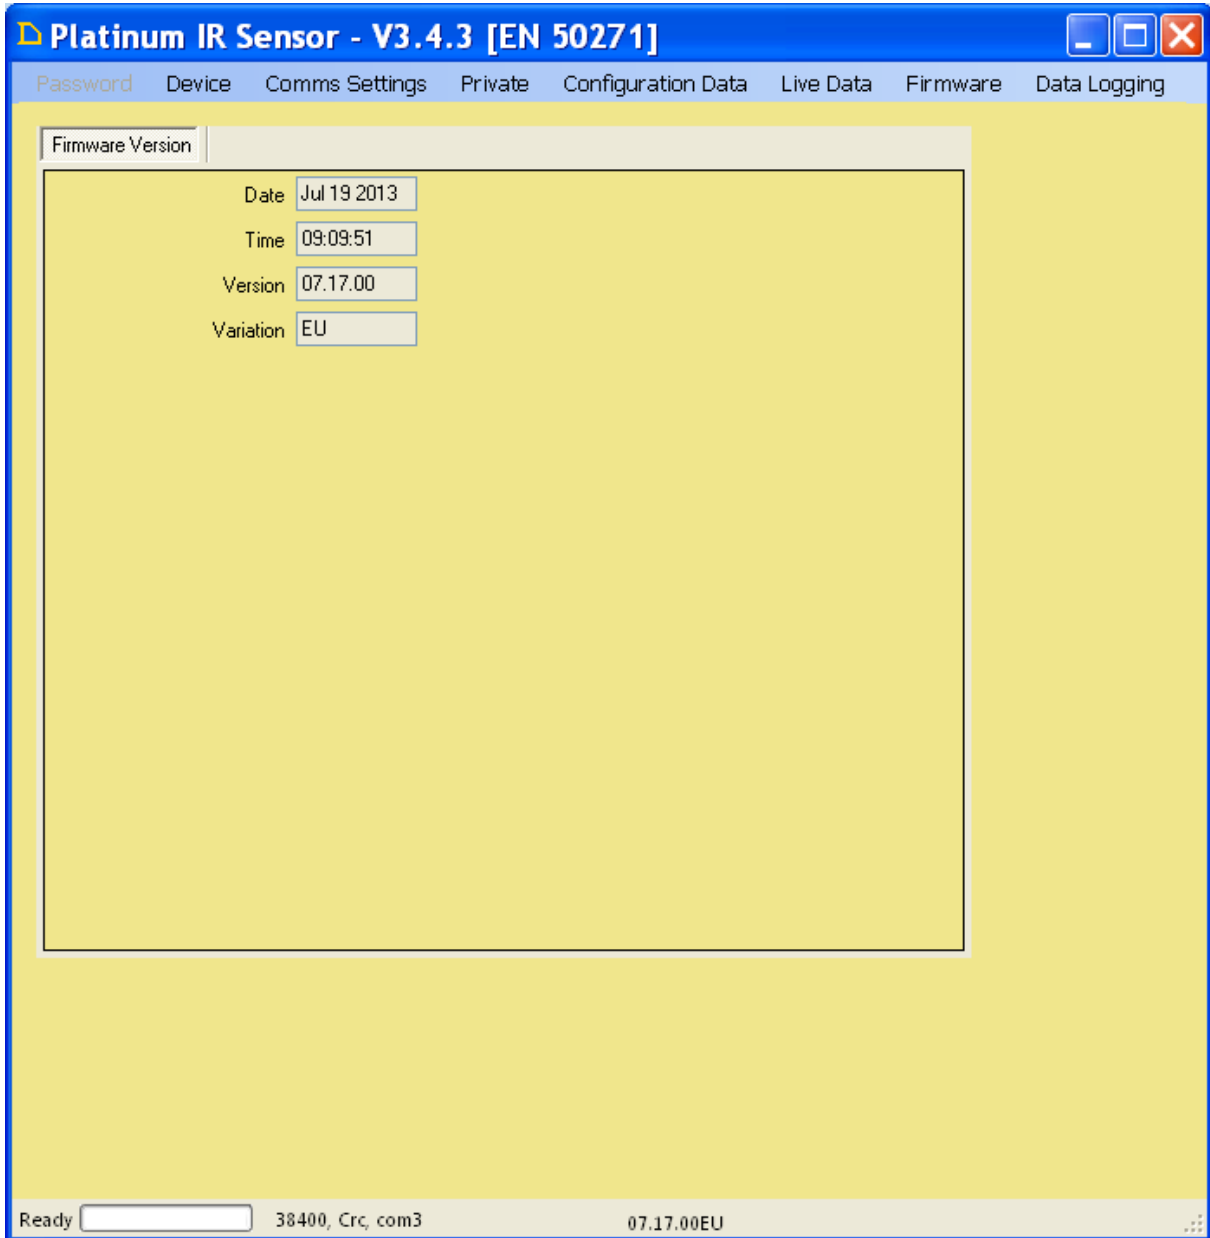 Platinum IR Sensor - V3.4.3 [EN 50271]
Password Device Comms Settings Private Configuration Data Live Data Firmware Data Logging
Firmware Version
Date Jul 19 2013
Time 09:09:51
Version 07.17.00
Variation EU
Ready 38400, Crc, com3 07.17.00EU